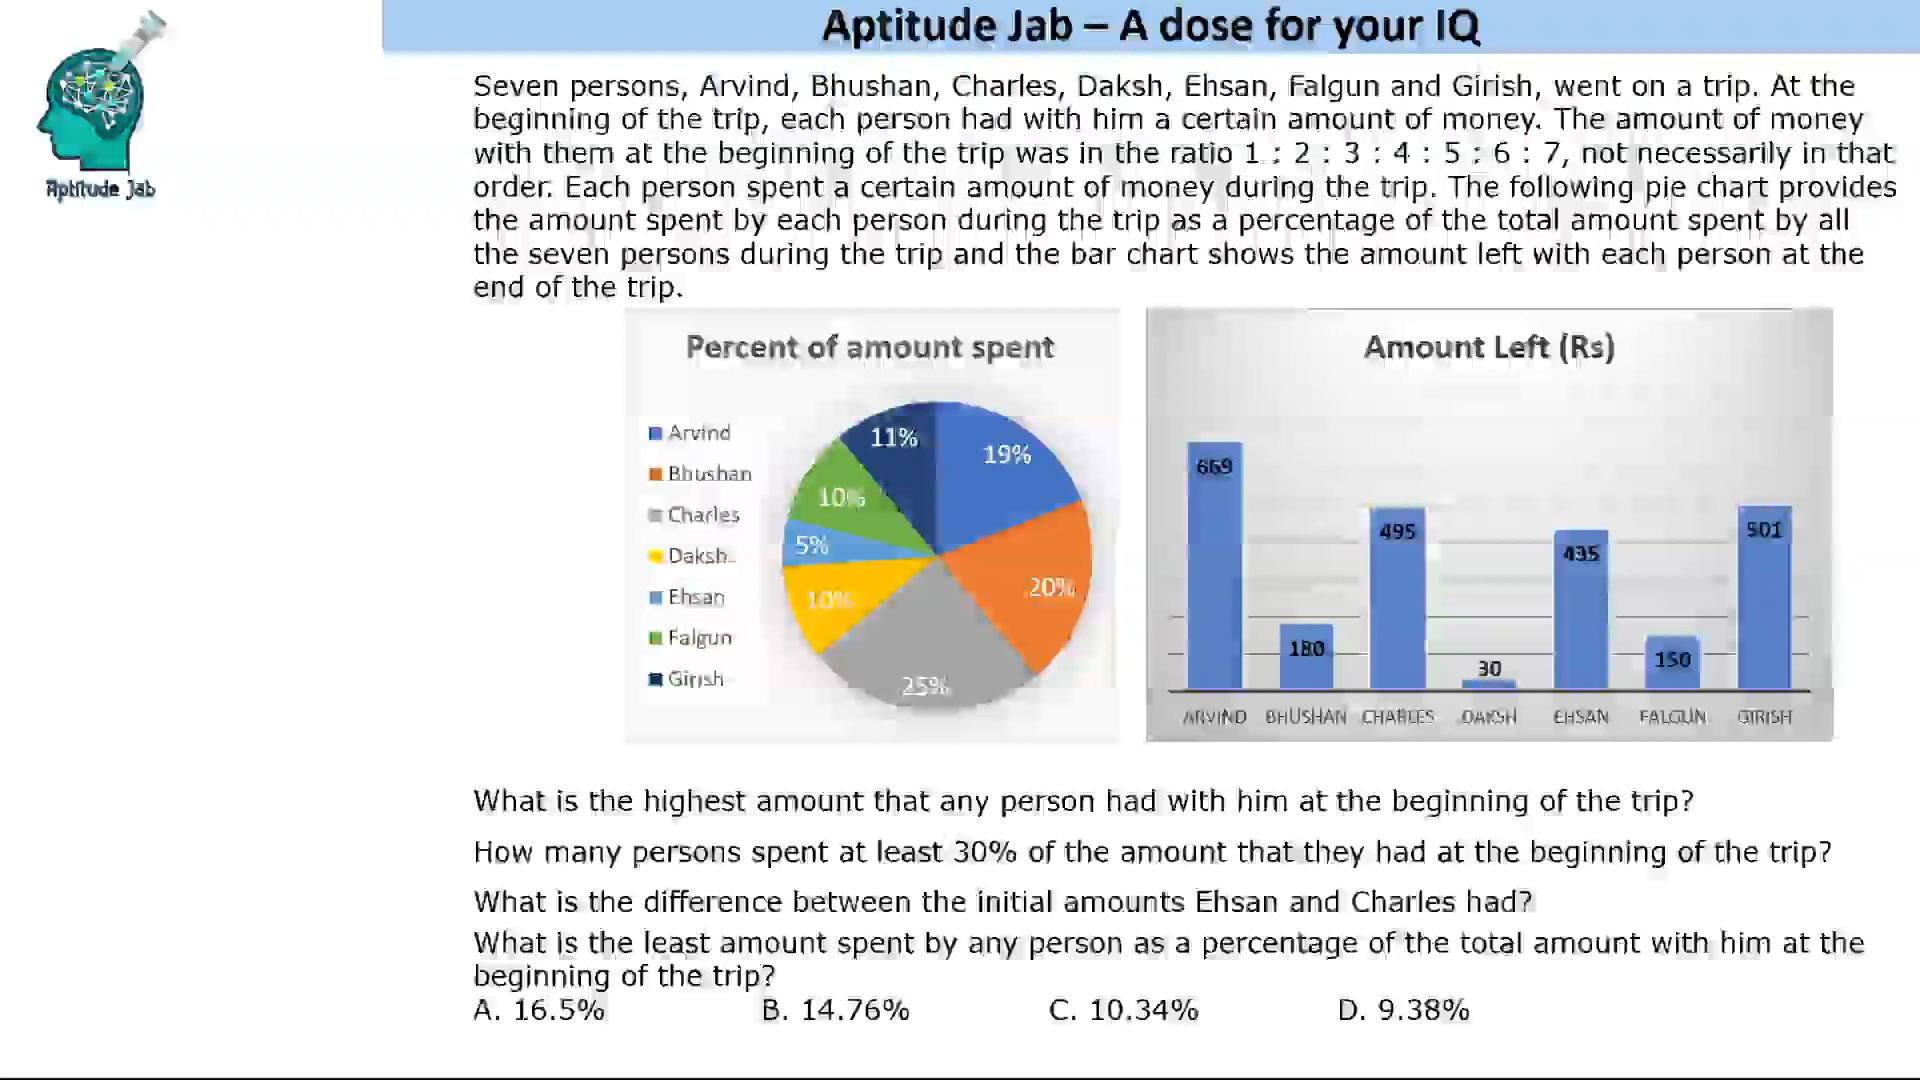 Aptitude Jab – A dose for your IQ
Aptitude Jab
Seven persons, Arvind, Bhushan, Charles, Daksh, Ehsan, Falgun and Girish, went on a trip. At the
beginning of the trip, each person had with him a certain amount of money. The amount of money
with them at the beginning of the trip was in the ratio 1 : 2 : 3 : 4 : 5 : 6 : 7, not necessarily in that
order. Each person spent a certain amount of money during the trip. The following pie chart provides
the amount spent by each person during the trip as a percentage of the total amount spent by all
the seven persons during the trip and the bar chart shows the amount left with each person at the
end of the trip.
Percent of amount spent
Arvind
Bhushan
Charles
Daksh
Ehsan
Falgun
Girish
11%
19%
10%
5%
20%
10%
25%
Amount Left (Rs)
669
180
495
30
435
150
501
ARVIND BHUSHAN CHARLES DAKSH EHSAN FALGUN GIRISH
What is the highest amount that any person had with him at the beginning of the trip?
How many persons spent at least 30% of the amount that they had at the beginning of the trip?
What is the difference between the initial amounts Ehsan and Charles had?
What is the least amount spent by any person as a percentage of the total amount with him at the
beginning of the trip?
A. 16.5% B. 14.76% C. 10.34% D. 9.38%